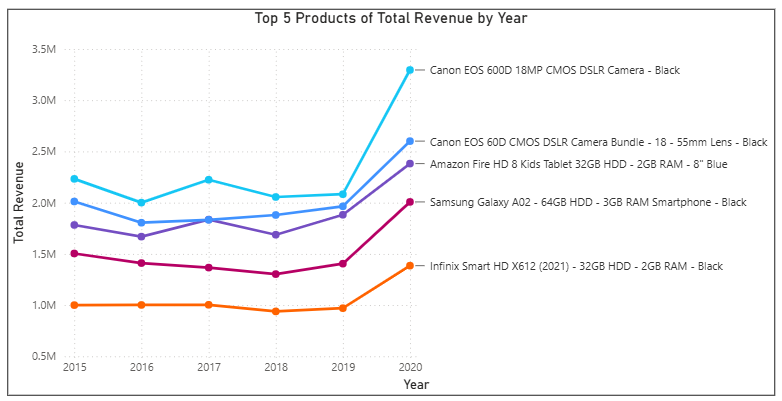 Top 5 Products of Total Revenue by Year
3.5M
3.0M
2.5M
2.0M
1.5M
1.0M
0.5M
Total Revenue
Canon EOS 600D 18MP CMOS DSLR Camera - Black
Canon EOS 60D CMOS DSLR Camera Bundle - 18 - 55mm Lens - Black
Amazon Fire HD 8 Kids Tablet 32GB HDD - 2GB RAM - 8" Blue
Samsung Galaxy A02 - 64GB HDD - 3GB RAM Smartphone - Black
Infinix Smart HD X612 (2021) - 32GB HDD - 2GB RAM - Black
2015 2016 2017 2018 2019 2020
Year